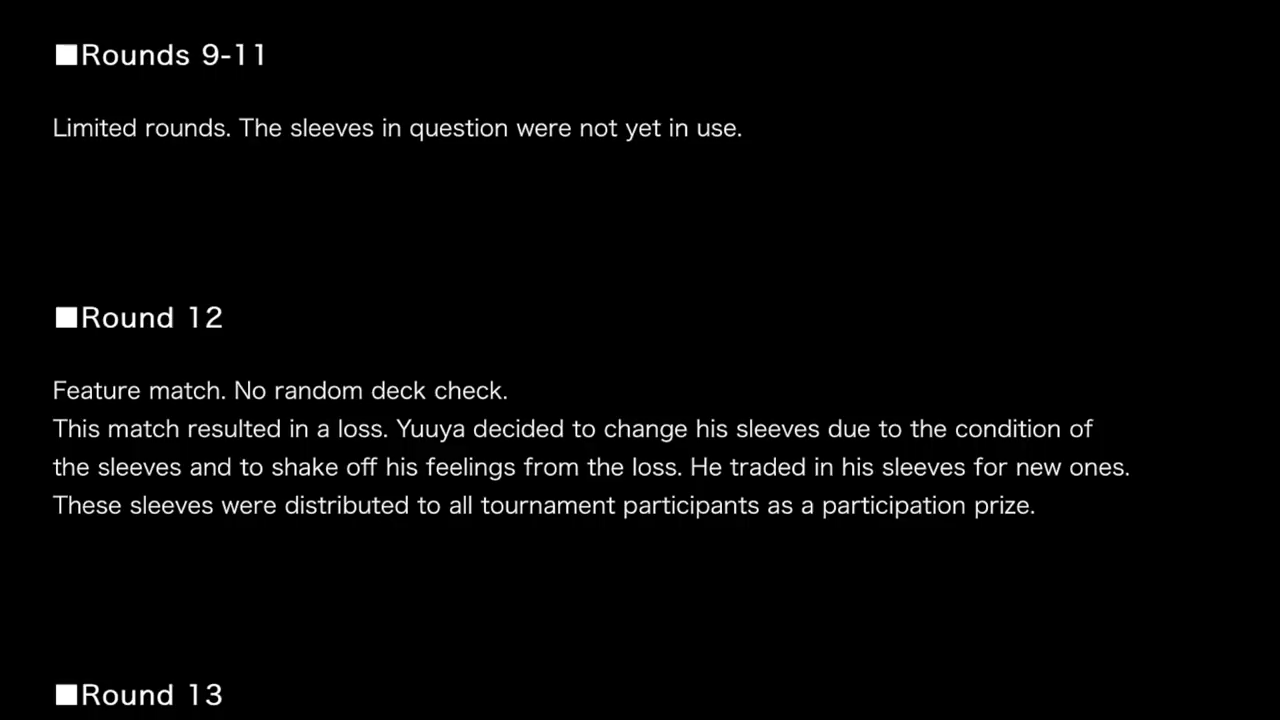 ■Rounds 9-11
Limited rounds. The sleeves in question were not yet in use.
■Round 12
Feature match. No random deck check.
This match resulted in a loss. Yuuya decided to change his sleeves due to the condition of
the sleeves and to shake off his feelings from the loss. He traded in his sleeves for new ones.
These sleeves were distributed to all tournament participants as a participation prize.
■Round 13